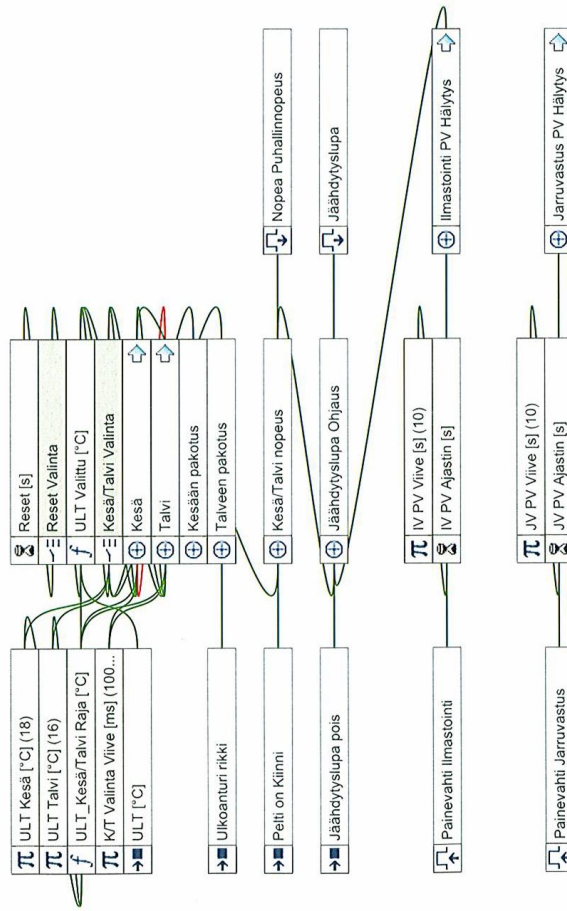 ULT Kesä [°C] (18)
ULT Talvi [°C] (16)
ULT_Kesä/Talvi Raja [°C]
K/T Valinta Viive [ms] (100...
ULT [°C]
Ulkoanturi rikki
Pelti on Kiinni
Jäähdytyslupa pois
Painevahti Ilmastointi
Painevahti Jarruvastus
Reset [s]
Reset Valinta
ULT Valittu [°C]
Kesä/Talvi Valinta
Kesä
Talvi
Kesään pakotus
Talveen pakotus
Kesä/Talvi nopeus
Jäähdytyslupa Ohjaus
IV PV Viive [s] (10)
IV PV Ajastin [s]
JV PV Viive [s] (10)
JV PV Ajastin [s]
Nopea Puhallinnopeus
Jäähdytyslupa
Ilmastointi PV Hälytys
Jarruvastus PV Hälytys